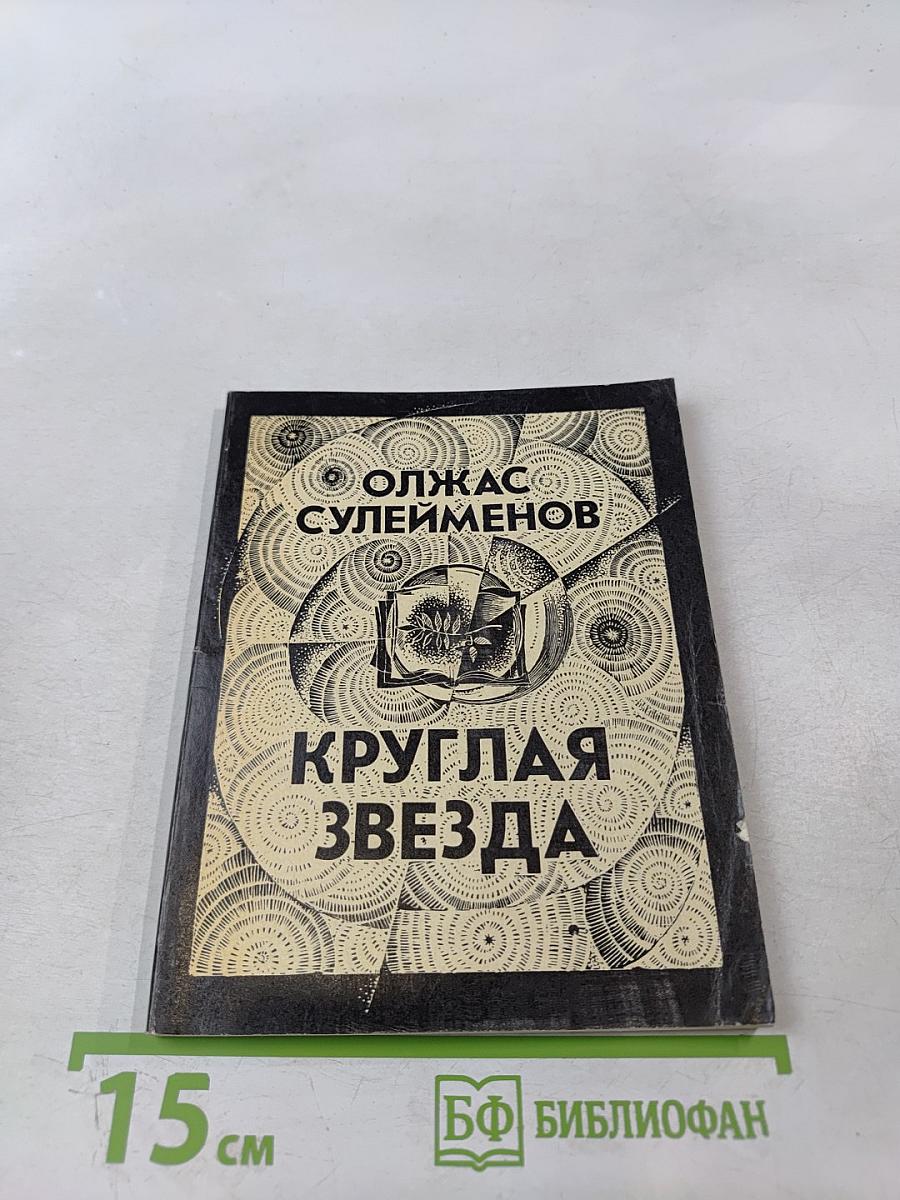 ОЛЖАС
СУЛЕЙМЕНОВ
КРУГЛАЯ
ЗВЕЗДА
15 см
БФ БИБЛИОФАН